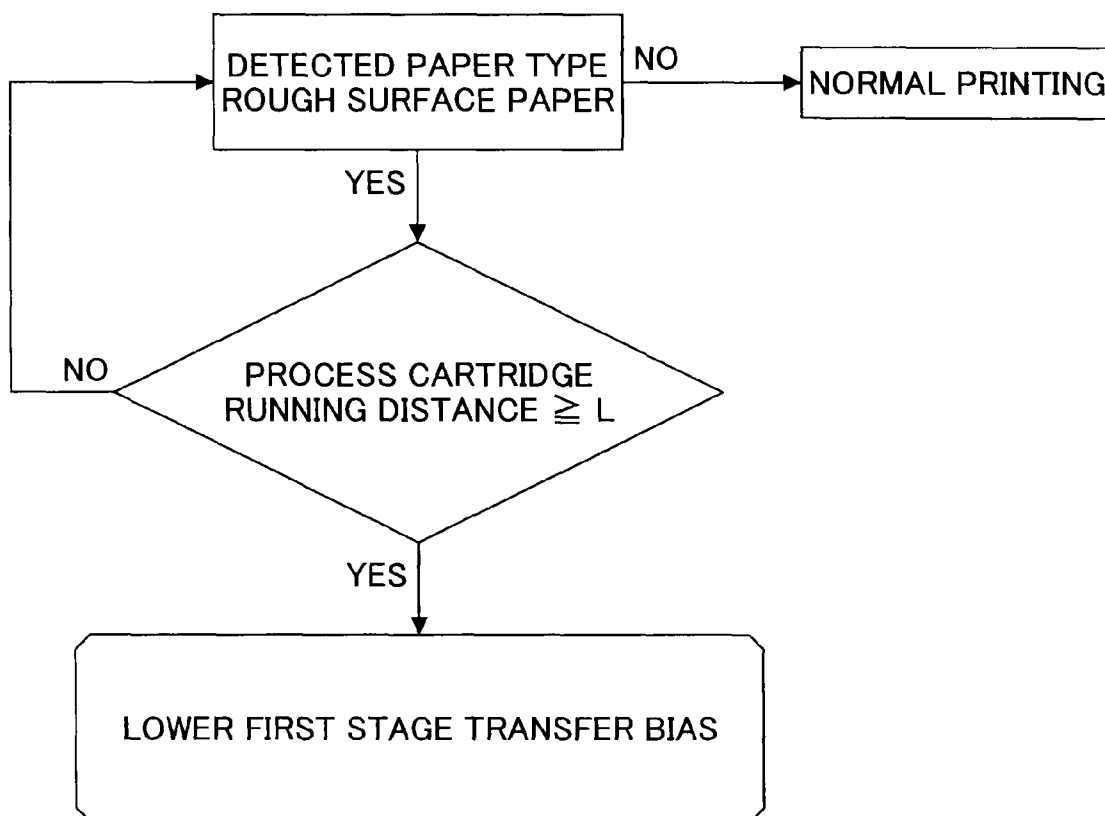 DETECTED PAPER TYPE
ROUGH SURFACE PAPER
NO
NORMAL PRINTING
YES
NO
PROCESS CARTRIDGE
RUNNING DISTANCE ≧ L
YES
LOWER FIRST STAGE TRANSFER BIAS